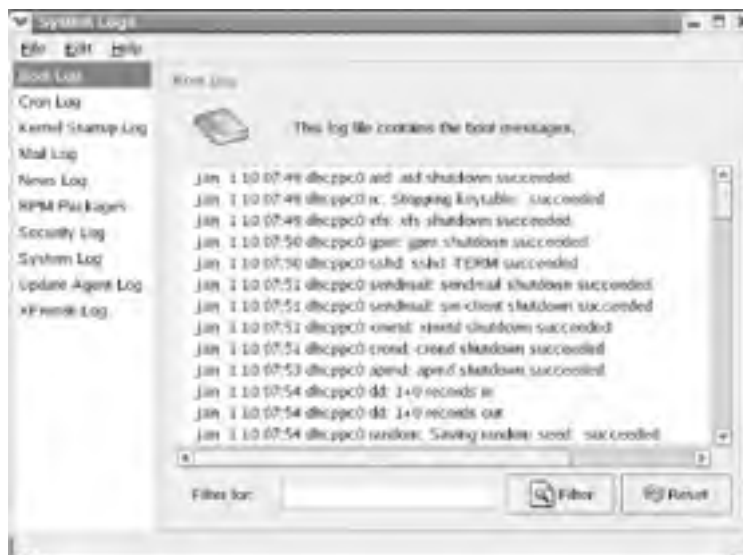 System Logs
File Edit Help
Boot Log
Cron Log
Kernel Startup Log
Mail Log
News Log
RPM Packages
Security Log
System Log
Update Agent Log
XFree86 Log
Boot Log
This log file contains the boot messages.
Jan 1 10:07:49 dhcppc0 atd: atd shutdown succeeded
Jan 1 10:07:49 dhcppc0 rc: Stopping keytable: succeeded
Jan 1 10:07:49 dhcppc0 xfs: xfs shutdown succeeded
Jan 1 10:07:50 dhcppc0 gpm: gpm shutdown succeeded
Jan 1 10:07:50 dhcppc0 sshd: sshd -TERM succeeded
Jan 1 10:07:51 dhcppc0 sendmail: sendmail shutdown succeeded
Jan 1 10:07:51 dhcppc0 sendmail: sm-client shutdown succeeded
Jan 1 10:07:51 dhcppc0 xinetd: xinetd shutdown succeeded
Jan 1 10:07:51 dhcppc0 crond: crond shutdown succeeded
Jan 1 10:07:53 dhcppc0 apmd: apmd shutdown succeeded
Jan 1 10:07:54 dhcppc0 dd: 1+0 records in
Jan 1 10:07:54 dhcppc0 dd: 1+0 records out
Jan 1 10:07:54 dhcppc0 random: Saving random seed: succeeded
Filter for:
Filter
Reset